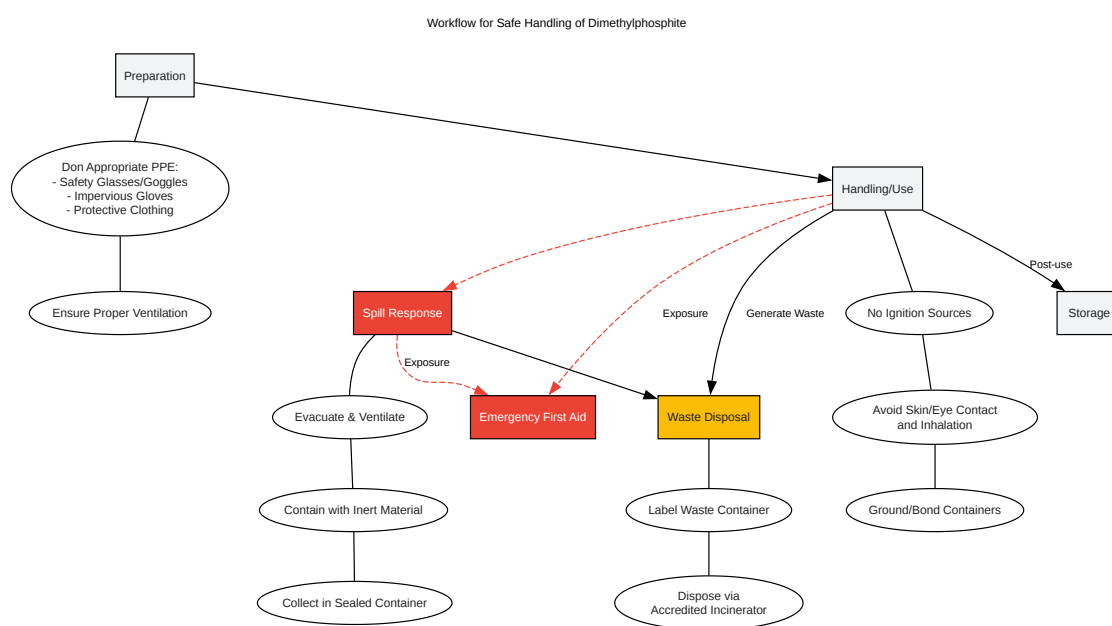 Workflow for Safe Handling of Dimethylphosphite
Preparation
Don Appropriate PPE:
- Safety Glasses/Goggles
- Impervious Gloves
- Protective Clothing
Handling/Use
Post-use
Ensure Proper Ventilation
Spill Response
Exposure
Generate Waste
No Ignition Sources
Storage
Exposure
Evacuate & Ventilate
Emergency First Aid
Waste Disposal
Avoid Skin/Eye Contact
and Inhalation
Contain with Inert Material
Label Waste Container
Ground/Bond Containers
Collect in Sealed Container
Dispose via
Accredited Incinerator